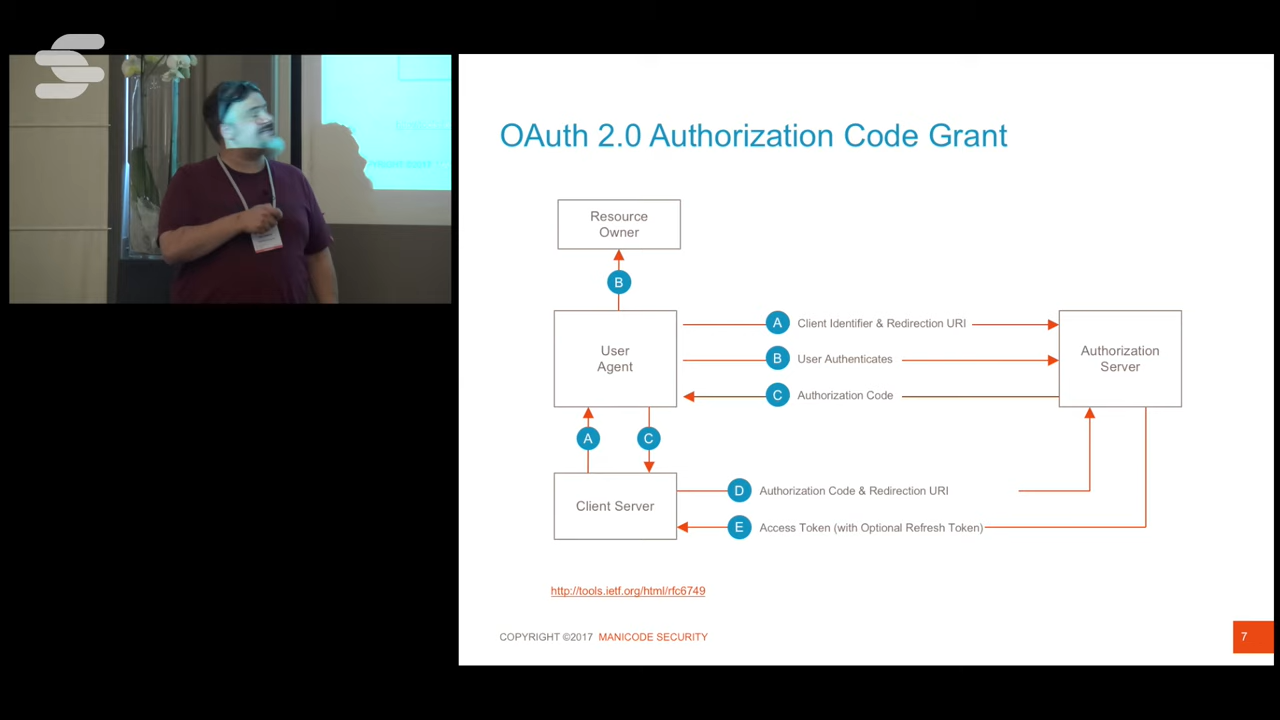 OAuth 2.0 Authorization Code Grant
Resource
Owner
B
User
Agent
A Client Identifier & Redirection URI
B User Authenticates
C Authorization Code
Authorization
Server
A
C
Client Server
D Authorization Code & Redirection URI
E Access Token (with Optional Refresh Token)
http://tools.ietf.org/html/rfc6749
COPYRIGHT ©2017 MANICODE SECURITY
7